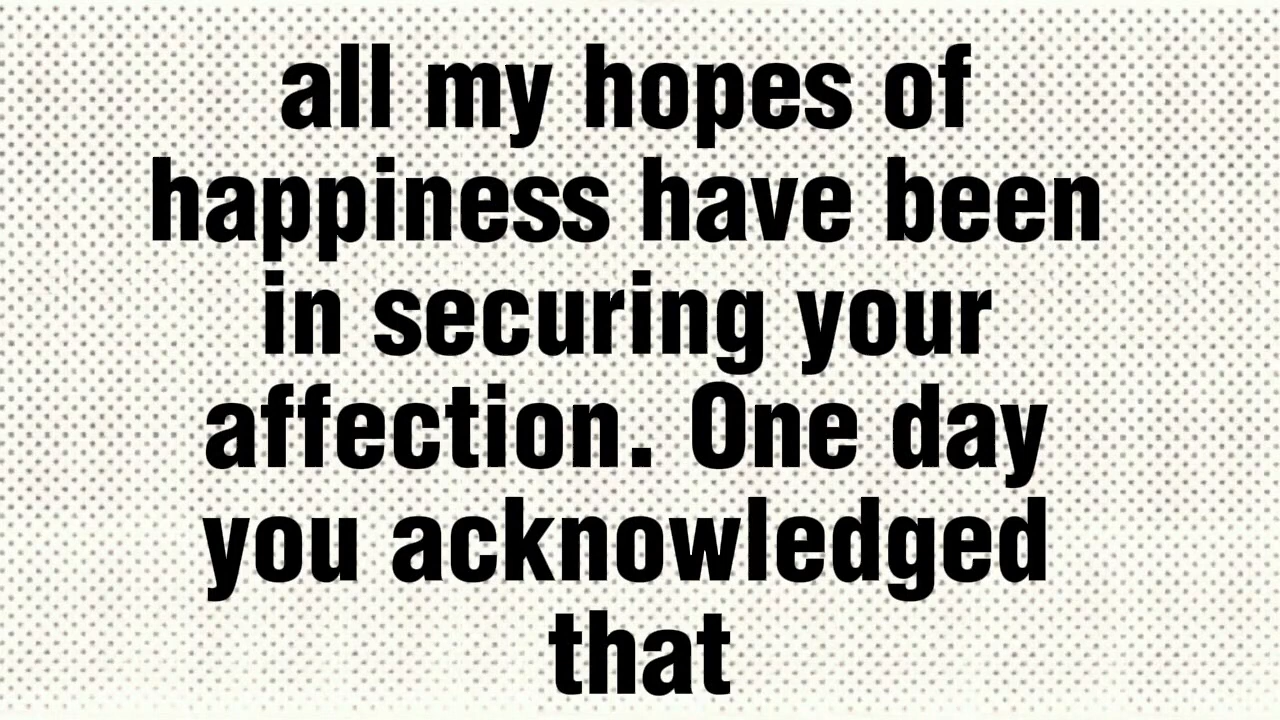 all my hopes of
happiness have been
in securing your
affection. One day
you acknowledged
that